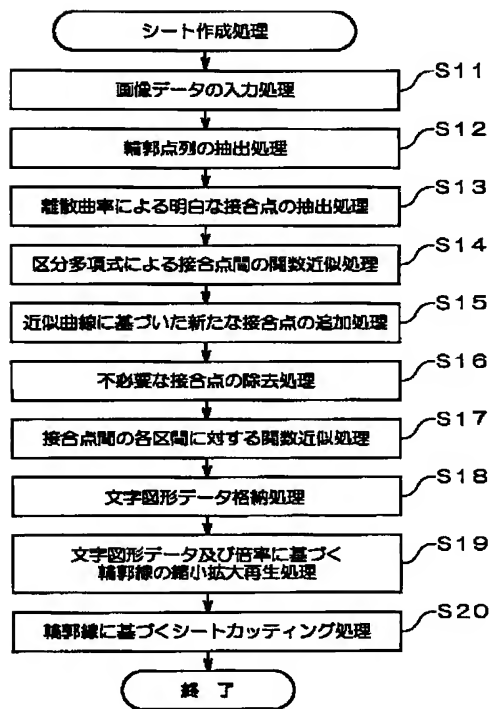 シート作成処理
S11
画像データの入力処理
S12
輪郭点列の抽出処理
S13
離散曲率による明白な接合点の抽出処理
S14
区分多項式による接合点間の関数近似処理
S15
近似曲線に基づいた新たな接合点の追加処理
S16
不必要な接合点の除去処理
S17
接合点間の各区間に対する関数近似処理
S18
文字図形データ格納処理
S19
文字図形データ及び倍率に基づく
輪郭線の縮小拡大再生処理
S20
輪郭線に基づくシートカッティング処理
終 了